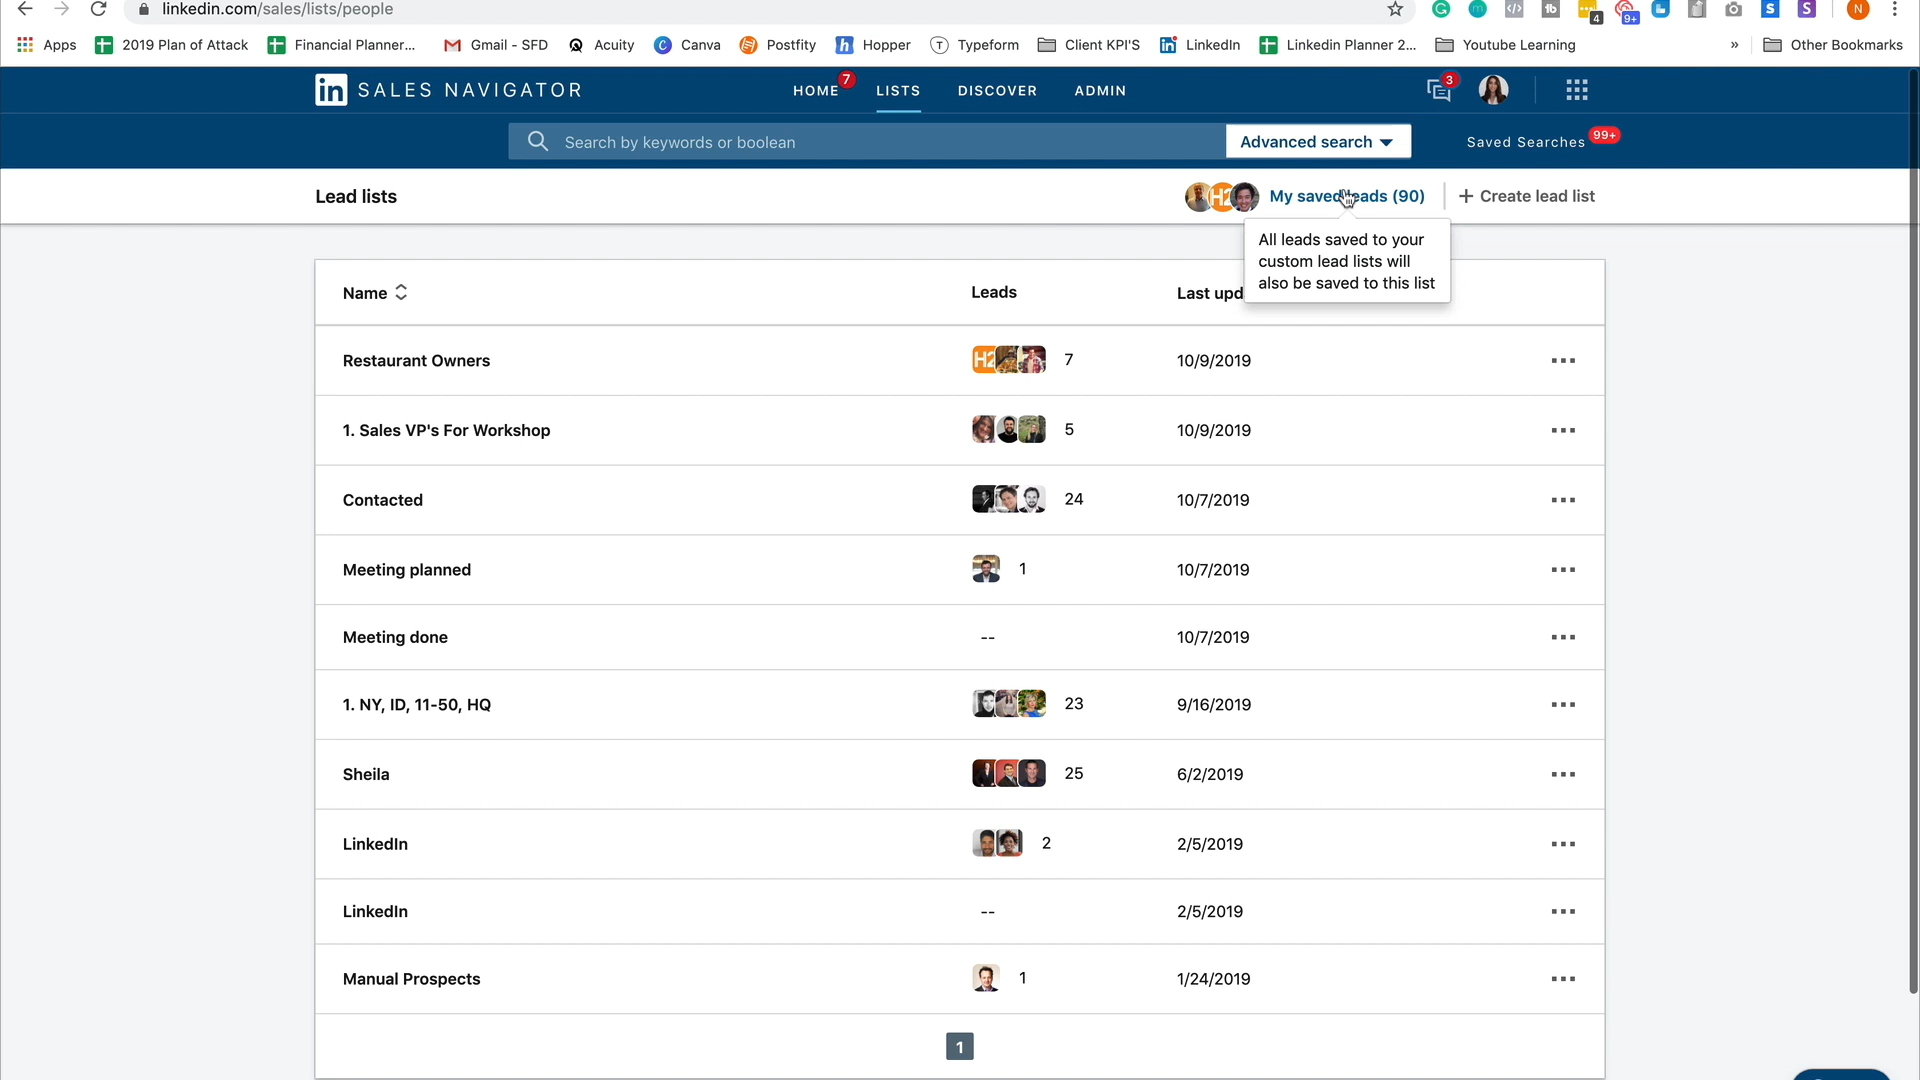 linkedin.com/sales/lists/people
4
9+
N
Apps 2019 Plan of Attack Financial Planner... Gmail - SFD Acuity Canva Postfity Hopper Typeform Client KPI'S LinkedIn Linkedin Planner 2... Youtube Learning » Other Bookmarks
in SALES NAVIGATOR HOME 7 LISTS DISCOVER ADMIN 3
Search by keywords or boolean Advanced search Saved Searches 99+
Lead lists H2 My saved leads (90) + Create lead list
All leads saved to your
custom lead lists will
also be saved to this list
Name Leads Last upd
Restaurant Owners H2 7 10/9/2019
1. Sales VP's For Workshop 5 10/9/2019
Contacted 24 10/7/2019
Meeting planned 1 10/7/2019
Meeting done -- 10/7/2019
1. NY, ID, 11-50, HQ 23 9/16/2019
Sheila 25 6/2/2019
LinkedIn 2 2/5/2019
LinkedIn -- 2/5/2019
Manual Prospects 1 1/24/2019
1